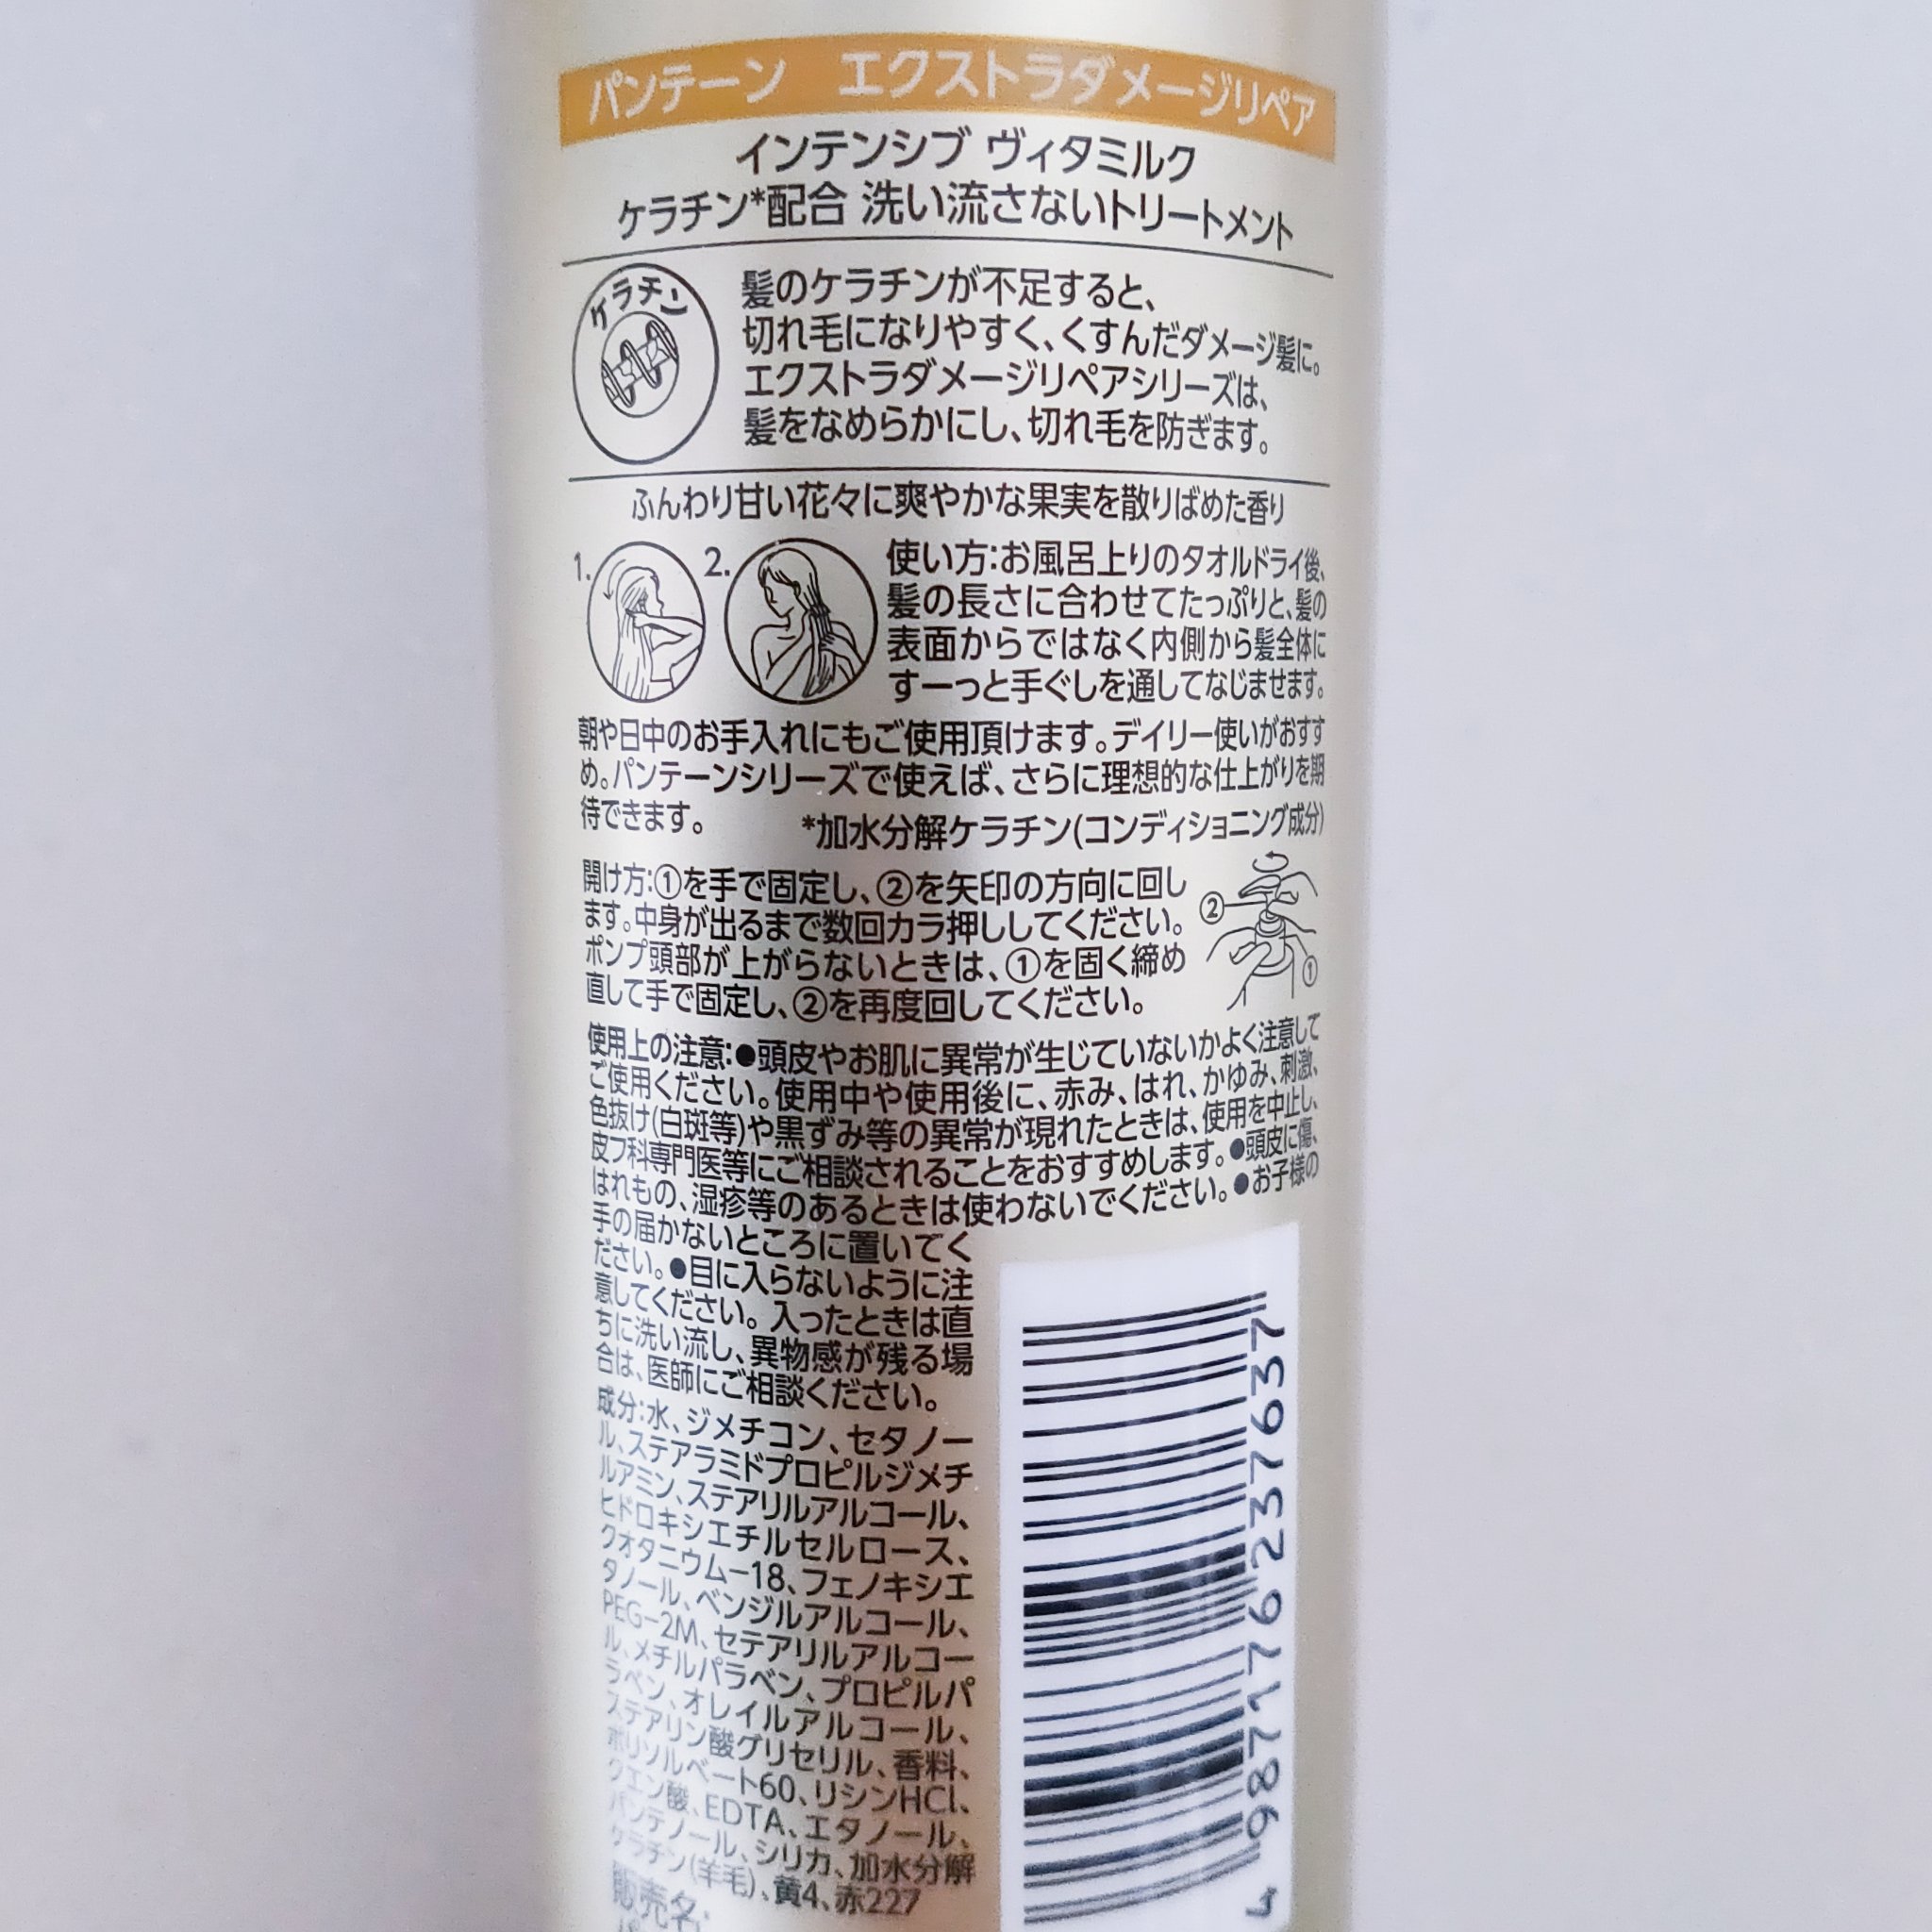 パンテーン エクストラダメージリペア
インテンシブ ヴィタミルク
ケラチン*配合 洗い流さないトリートメント
ケラチン
髪のケラチンが不足すると、
切れ毛になりやすく、くすんだダメージ髪に。
エクストラダメージリペアシリーズは、
髪をなめらかにし、切れ毛を防ぎます。
ふんわり甘い花々に爽やかな果実を散りばめた香り
1.
2.
使い方:お風呂上りのタオルドライ後、
髪の長さに合わせてたっぷりと、髪の
表面からではなく内側から髪全体に
すーっと手ぐしを通してなじませます。
朝や日中のお手入れにもご使用頂けます。デイリー使いがおすす
め。パンテーンシリーズで使えば、さらに理想的な仕上がりを期
待できます。
*加水分解ケラチン(コンディショニング成分)
開け方:①を手で固定し、②を矢印の方向に回し
ます。中身が出るまで数回カラ押ししてください。
ポンプ頭部が上がらないときは、①を固く締め
直して手で固定し、②を再度回してください。
②
①
使用上の注意:●頭皮やお肌に異常が生じていないかよく注意して
ご使用ください。使用中や使用後に、赤み、はれ、かゆみ、刺激、
色抜け(白斑等)や黒ずみ等の異常が現れたときは、使用を中止し、
皮フ科専門医等にご相談されることをおすすめします。●頭皮に傷、
はれもの、湿疹等のあるときは使わないでください。●お子様の
手の届かないところに置いてく
ださい。●目に入らないように注
意してください。入ったときは直
ちに洗い流し、異物感が残る場
合は、医師にご相談ください。
成分:水、ジメチコン、セタノー
ル、ステアラミドプロピルジメチ
ルアミン、ステアリルアルコール、
ヒドロキシエチルセルロース、
クオタニウム-18、フェノキシエ
タノール、ベンジルアルコール、
PEG-2M、セテアリルアルコー
ル、メチルパラベン、プロピルパ
ラベン、オレイルアルコール、
ステアリン酸グリセリル、香料、
ポリソルベート60、リシンHCl、
クエン酸、EDTA、エタノール、
パンテノール、シリカ、加水分解
ケラチン(羊毛)、黄4、赤227
販売名:
4 987176 237637